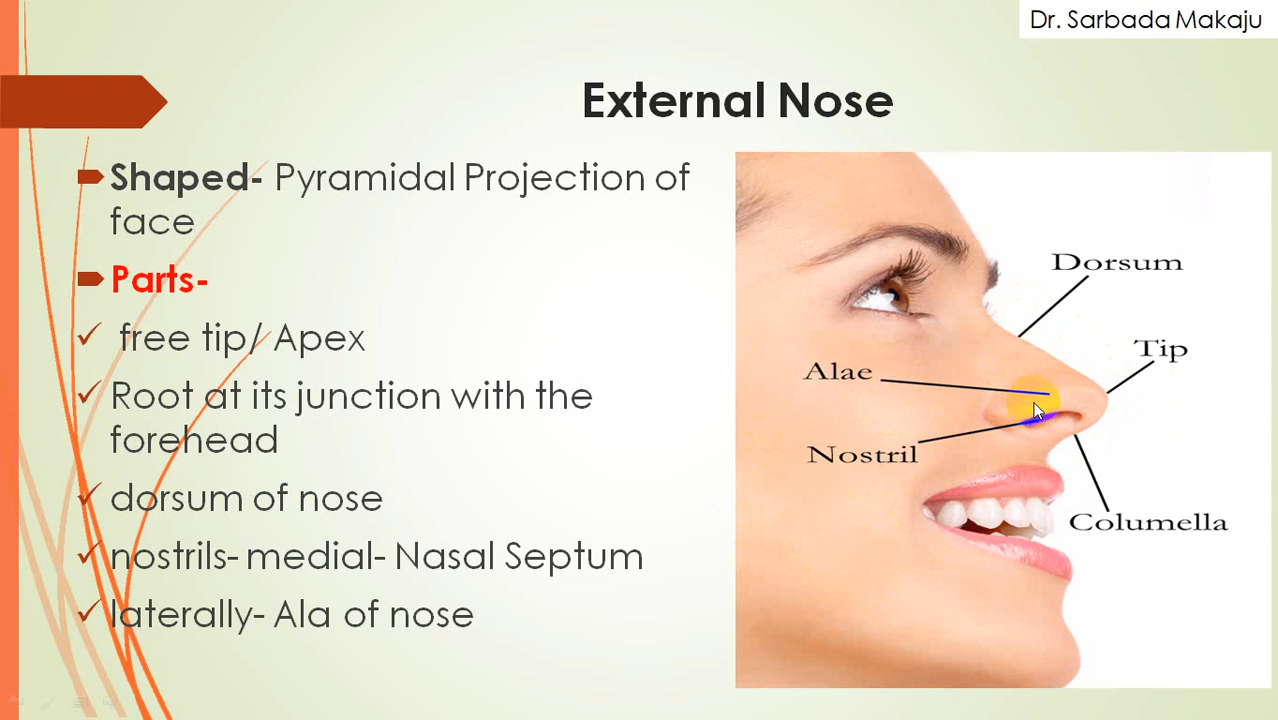 Dr. Sarbada Makaju
External Nose
Shaped- Pyramidal Projection of
face
Parts-
free tip/ Apex
Root at its junction with the
forehead
dorsum of nose
nostrils- medial- Nasal Septum
laterally- Ala of nose
Dorsum
Tip
Alae
Nostril
Columella